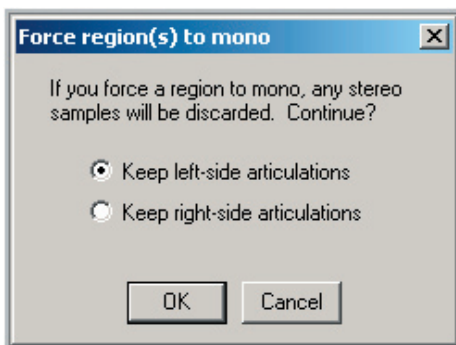 Force region(s) to mono
If you force a region to mono, any stereo
samples will be discarded.  Continue?
Keep left-side articulations
Keep right-side articulations
OK
Cancel